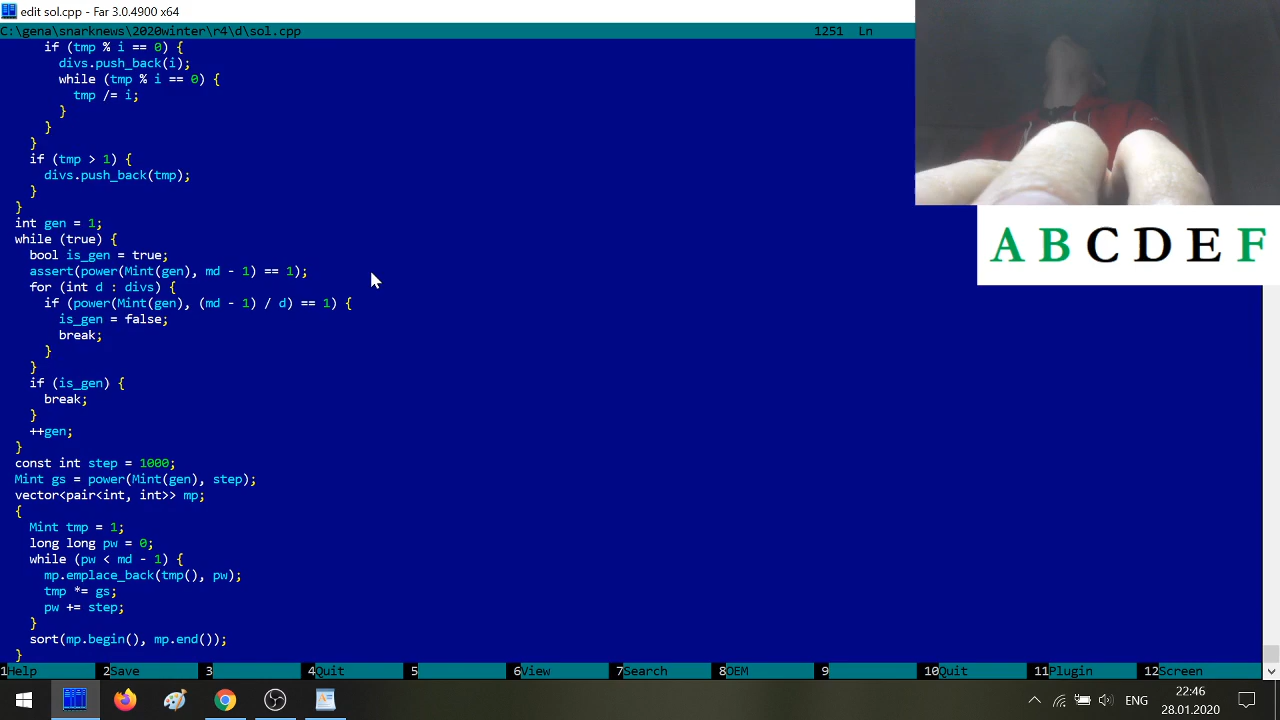 edit sol.cpp - Far 3.0.4900 x64
C:\gena\snarknews\2020winter\r4\d\sol.cpp 1251 Ln
if (tmp % i == 0) {
divs.push_back(i);
while (tmp % i == 0) {
tmp /= i;
}
}
}
if (tmp > 1) {
divs.push_back(tmp);
}
}
int gen = 1;
while (true) {
bool is_gen = true;
assert(power(Mint(gen), md - 1) == 1);
for (int d : divs) {
if (power(Mint(gen), (md - 1) / d) == 1) {
is_gen = false;
break;
}
}
if (is_gen) {
break;
}
++gen;
}
const int step = 1000;
Mint gs = power(Mint(gen), step);
vector<pair<int, int>> mp;
{
Mint tmp = 1;
long long pw = 0;
while (pw < md - 1) {
mp.emplace_back(tmp(), pw);
tmp *= gs;
pw += step;
}
sort(mp.begin(), mp.end());
}
A B C D E F
1Help 2Save 3 4Quit 5 6View 7Search 8OEM 9 10Quit 11Plugin 12Screen
ENG
22:46
28.01.2020